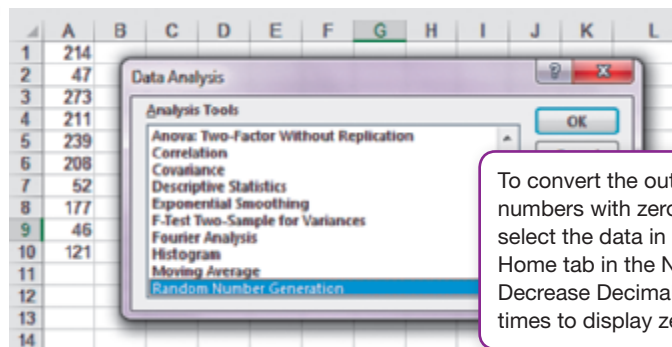 A B C D E F G H I J K L
1 214
2 47
3 273
4 211
5 239
6 208
7 52
8 177
9 46
10 121
11
12
13
14
Data Analysis
Analysis Tools
OK
Anova: Two-Factor Without Replication
Correlation
Covariance
Descriptive Statistics
Exponential Smoothing
F-Test Two-Sample for Variances
Fourier Analysis
Histogram
Moving Average
Random Number Generation
To convert the out
numbers with zero
select the data in
Home tab in the N
Decrease Decima
times to display ze